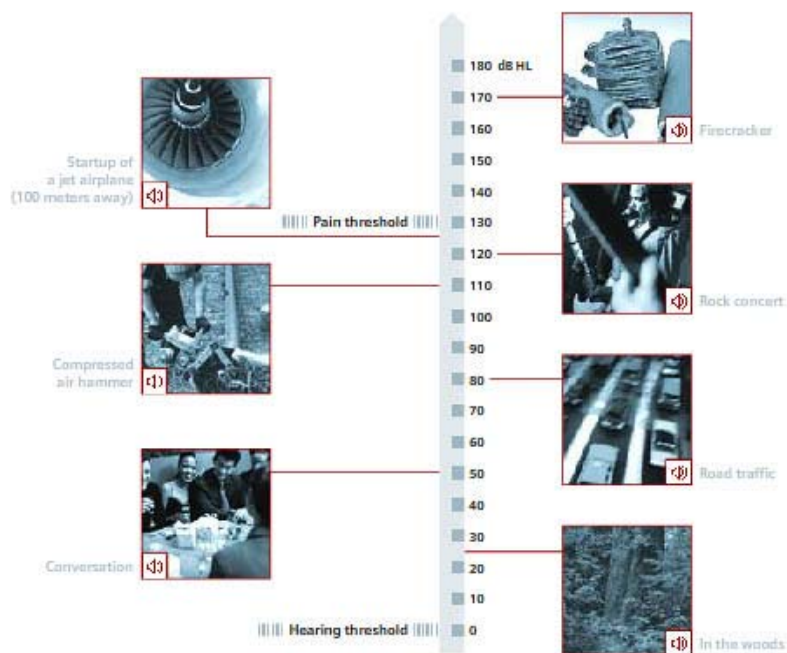 180 dB HL
170
Firecracker
160
Startup of
a jet airplane
(100 meters away)
150
140
Pain threshold
130
120
Rock concert
110
100
90
Compressed
air hammer
80
70
Road traffic
60
50
40
30
Conversation
20
10
Hearing threshold
0
In the woods